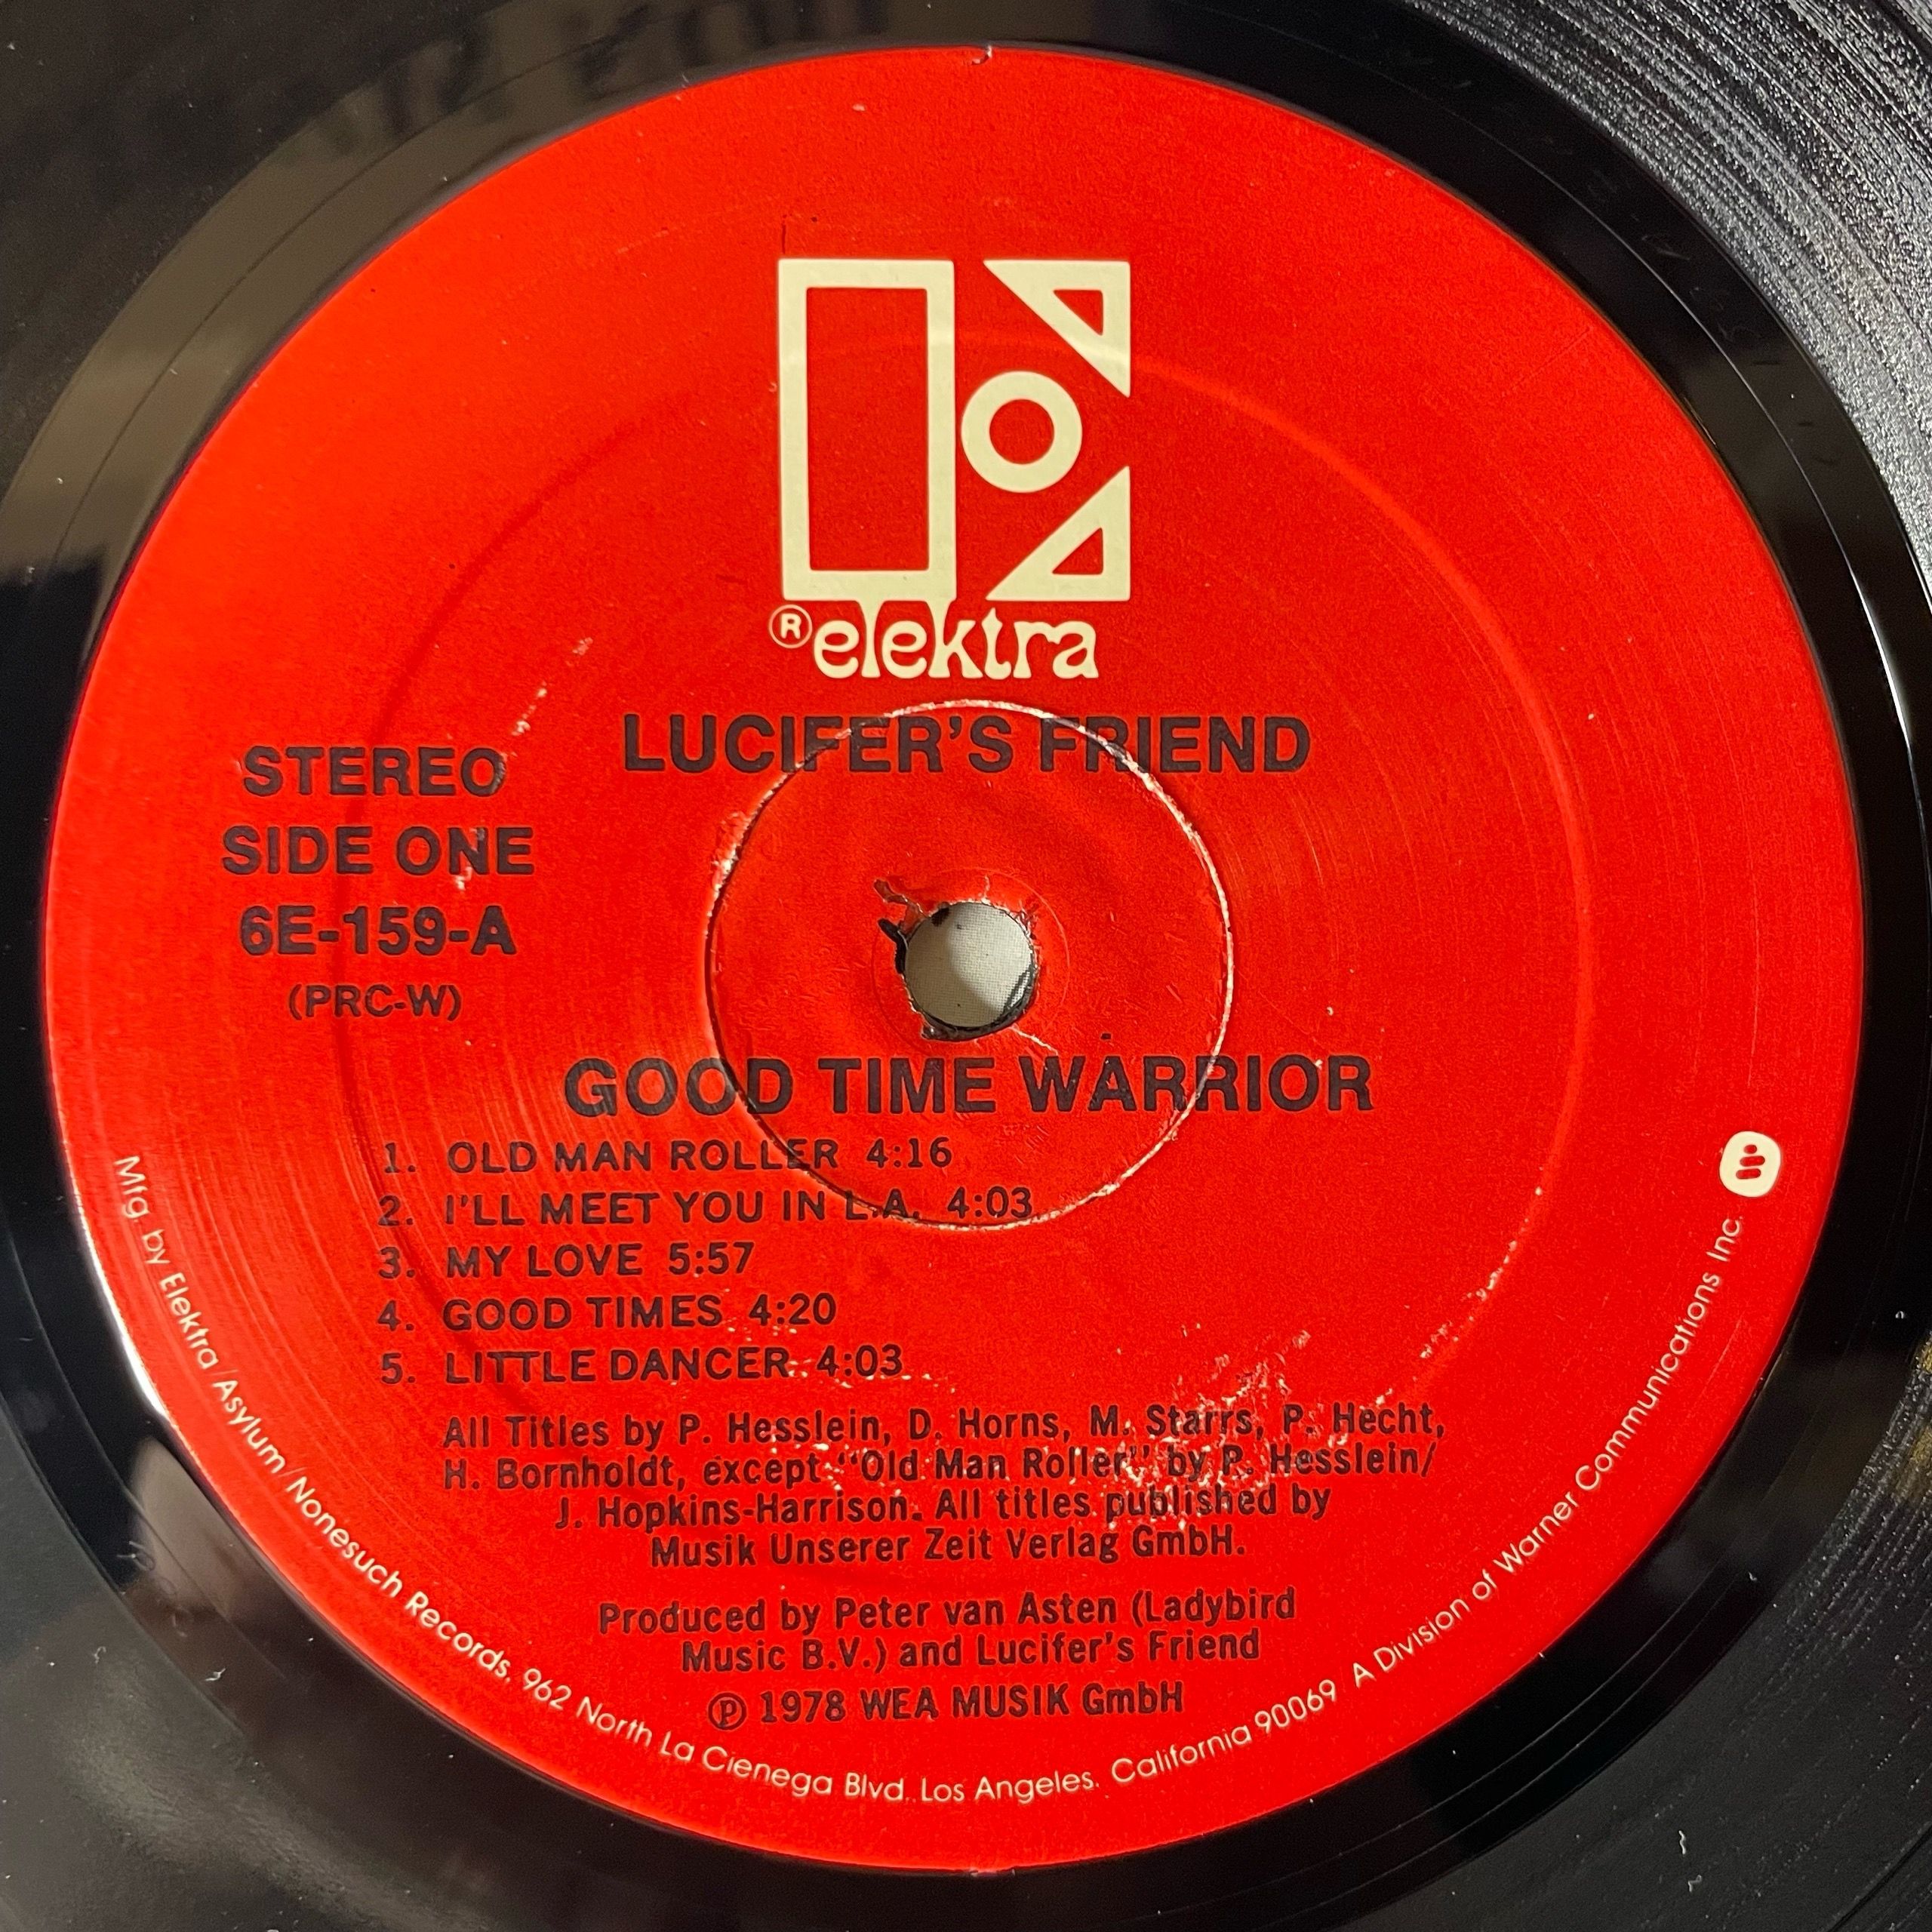 ® elektra
LUCIFER'S FRIEND
STEREO
SIDE ONE
6E-159-A
(PRC-W)
GOOD TIME WARRIOR
1. OLD MAN ROLLER 4:16
2. I'LL MEET YOU IN L.A. 4:03
3. MY LOVE 5:57
4. GOOD TIMES 4:20
5. LITTLE DANCER 4:03
All Titles by P. Hesslein, D. Horns, M. Starrs, P. Hecht,
H. Bornholdt, except "Old Man Roller" by P. Hesslein/
J. Hopkins-Harrison. All titles published by
Musik Unserer Zeit Verlag GmbH.
Produced by Peter van Asten (Ladybird
Music B.V.) and Lucifer's Friend
℗ 1978 WEA MUSIK GmbH
Mfg. by Elektra/Asylum/Nonesuch Records, 962 North La Cienega Blvd., Los Angeles, California 90069 A Division of Warner Communications Inc.